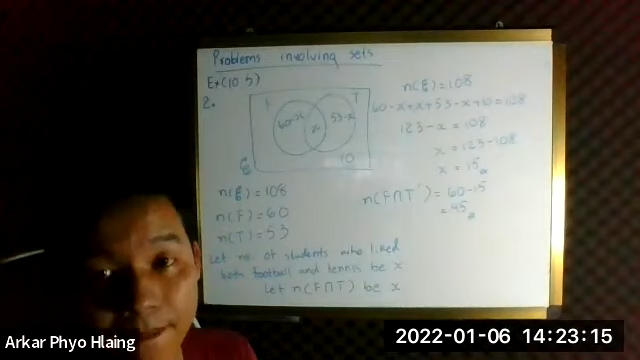 Problems involving sets
Ex(10.5)
2.
F T
60-x x 53-x
10
ξ
n(ξ) = 108
n(F) = 60
n(T) = 53
Let no. of students who liked
both football and tennis be x
Let n(F∩T) be x
n(ξ) = 108
60-x+x+53-x+10 = 108
123-x = 108
x = 123-108
x = 15
n(F∩T') = 60-15
= 45
Arkar Phyo Hlaing
2022-01-06 14:23:15